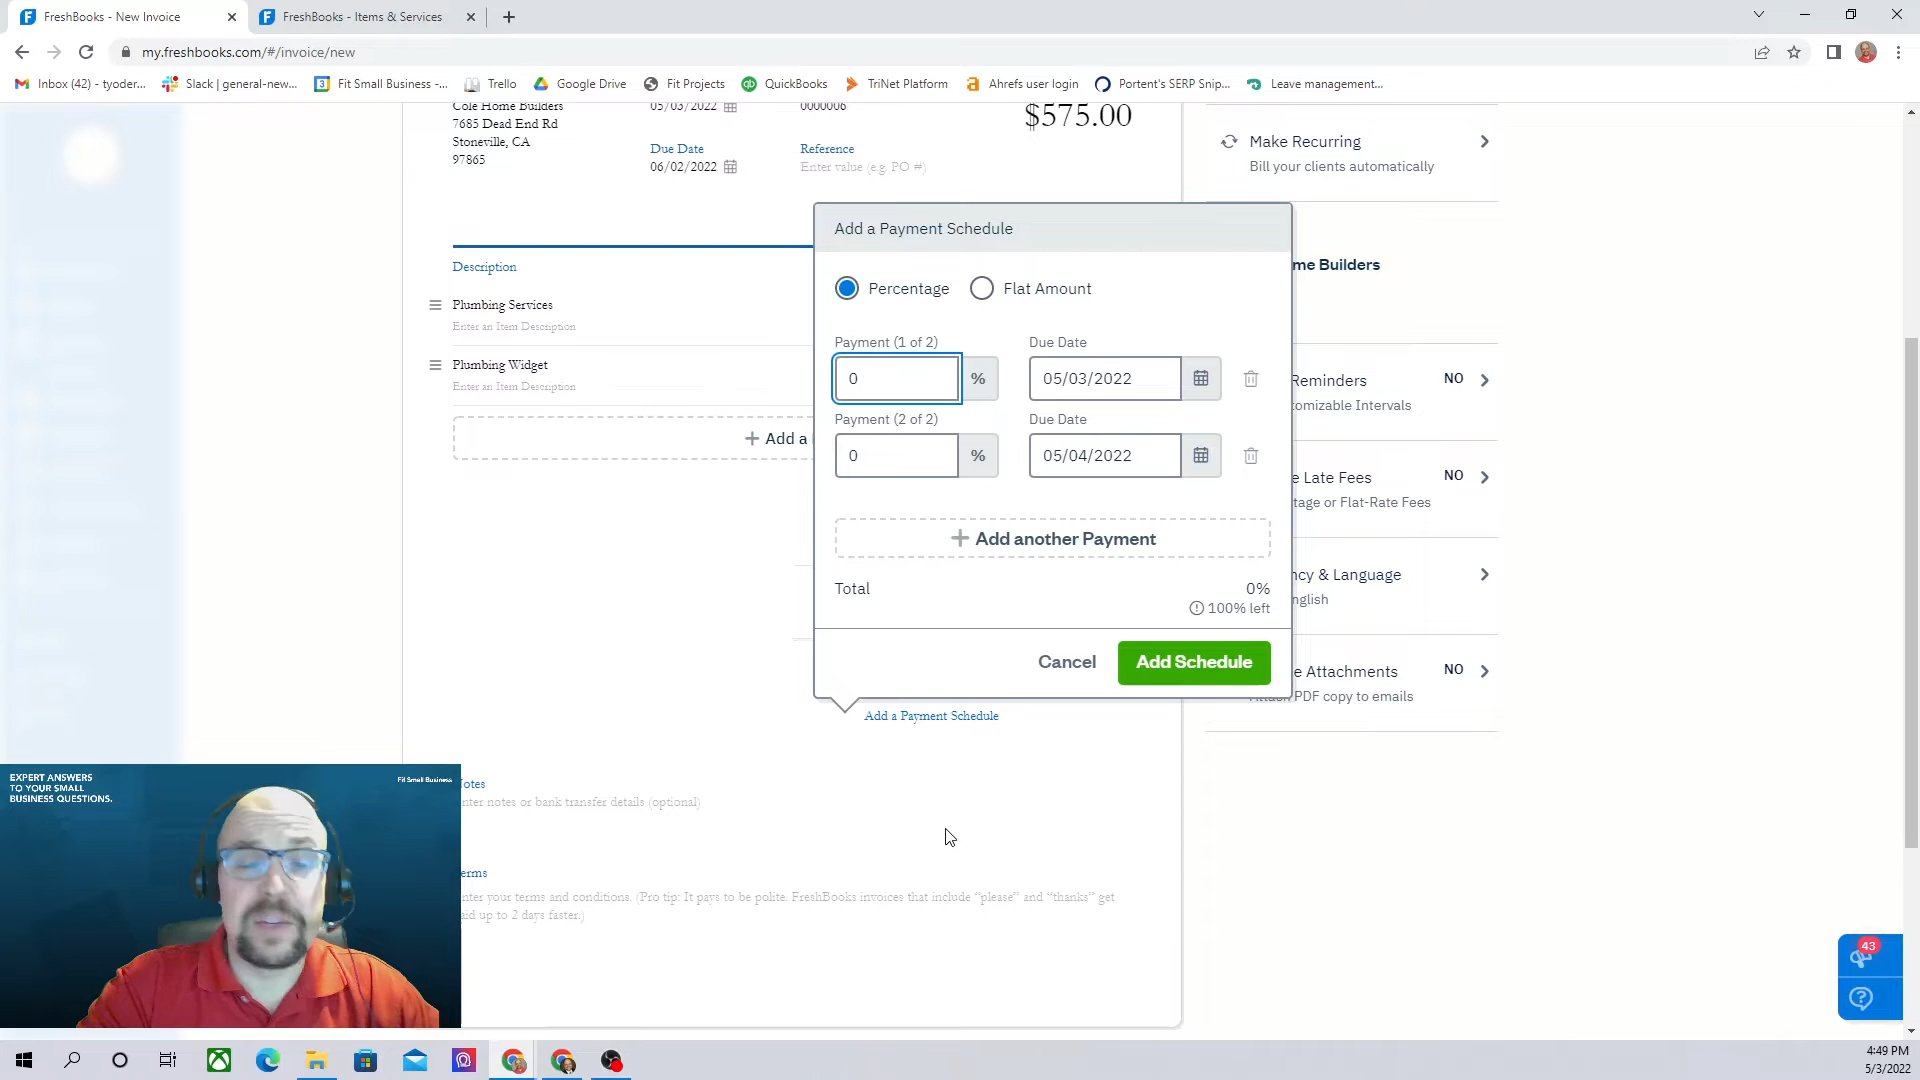 FreshBooks - New Invoice
FreshBooks - Items & Services
my.freshbooks.com/#/invoice/new
Inbox (42) - tyoder...
Slack | general-new...
Fit Small Business -...
Trello
Google Drive
Fit Projects
QuickBooks
TriNet Platform
Ahrefs user login
Portent's SERP Snip...
Leave management...
Cole Home Builders
7685 Dead End Rd
Stoneville, CA
97865
05/03/2022
0000006
$575.00
Due Date
06/02/2022
Reference
Enter value (e.g. PO #)
Make Recurring
Bill your clients automatically
Add a Payment Schedule
Percentage
Flat Amount
Payment (1 of 2)
Due Date
0
%
05/03/2022
Payment (2 of 2)
Due Date
0
%
05/04/2022
+ Add another Payment
Total
0%
100% left
Cancel
Add Schedule
Description
Plumbing Services
Enter an Item Description
Plumbing Widget
Enter an Item Description
+ Add a
me Builders
Reminders
NO
tomizable Intervals
e Late Fees
NO
tage or Flat-Rate Fees
ncy & Language
nglish
e Attachments
NO
PDF copy to emails
Add a Payment Schedule
otes
nter notes or bank transfer details (optional)
erms
nter your terms and conditions. (Pro tip: It pays to be polite. FreshBooks invoices that include “please” and “thanks” get
aid up to 2 days faster.)
EXPERT ANSWERS
TO YOUR SMALL
BUSINESS QUESTIONS.
Fit Small Business
43
4:49 PM
5/3/2022